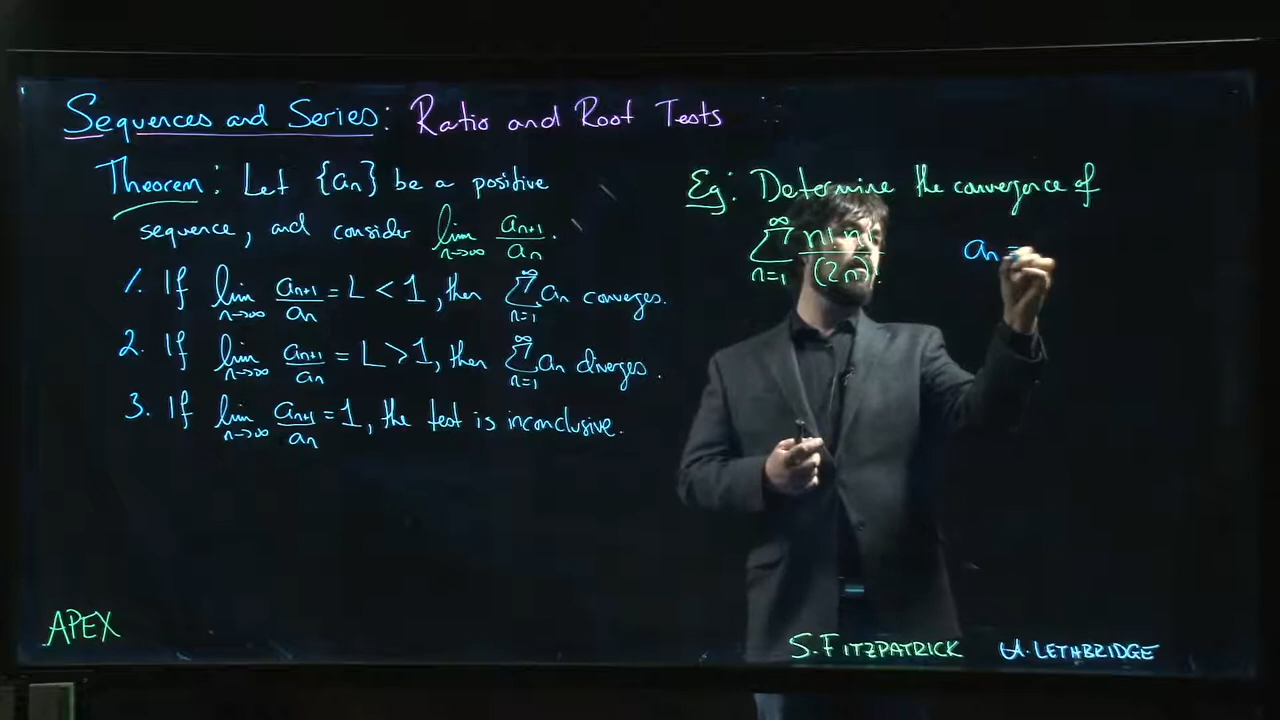 Sequences and Series: Ratio and Root Tests
Theorem: Let {aₙ} be a positive
sequence, and consider lim n→∞ aₙ₊₁/aₙ.
1. If lim n→∞ aₙ₊₁/aₙ = L < 1, then ∑ n=1 ∞ aₙ converges.
2. If lim n→∞ aₙ₊₁/aₙ = L > 1, then ∑ n=1 ∞ aₙ diverges.
3. If lim n→∞ aₙ₊₁/aₙ = 1, the test is inconclusive.
Eg: Determine the convergence of
∑ n=1 ∞ n! n!/(2n)!
aₙ =
APEX
S. FITZPATRICK U. LETHBRIDGE